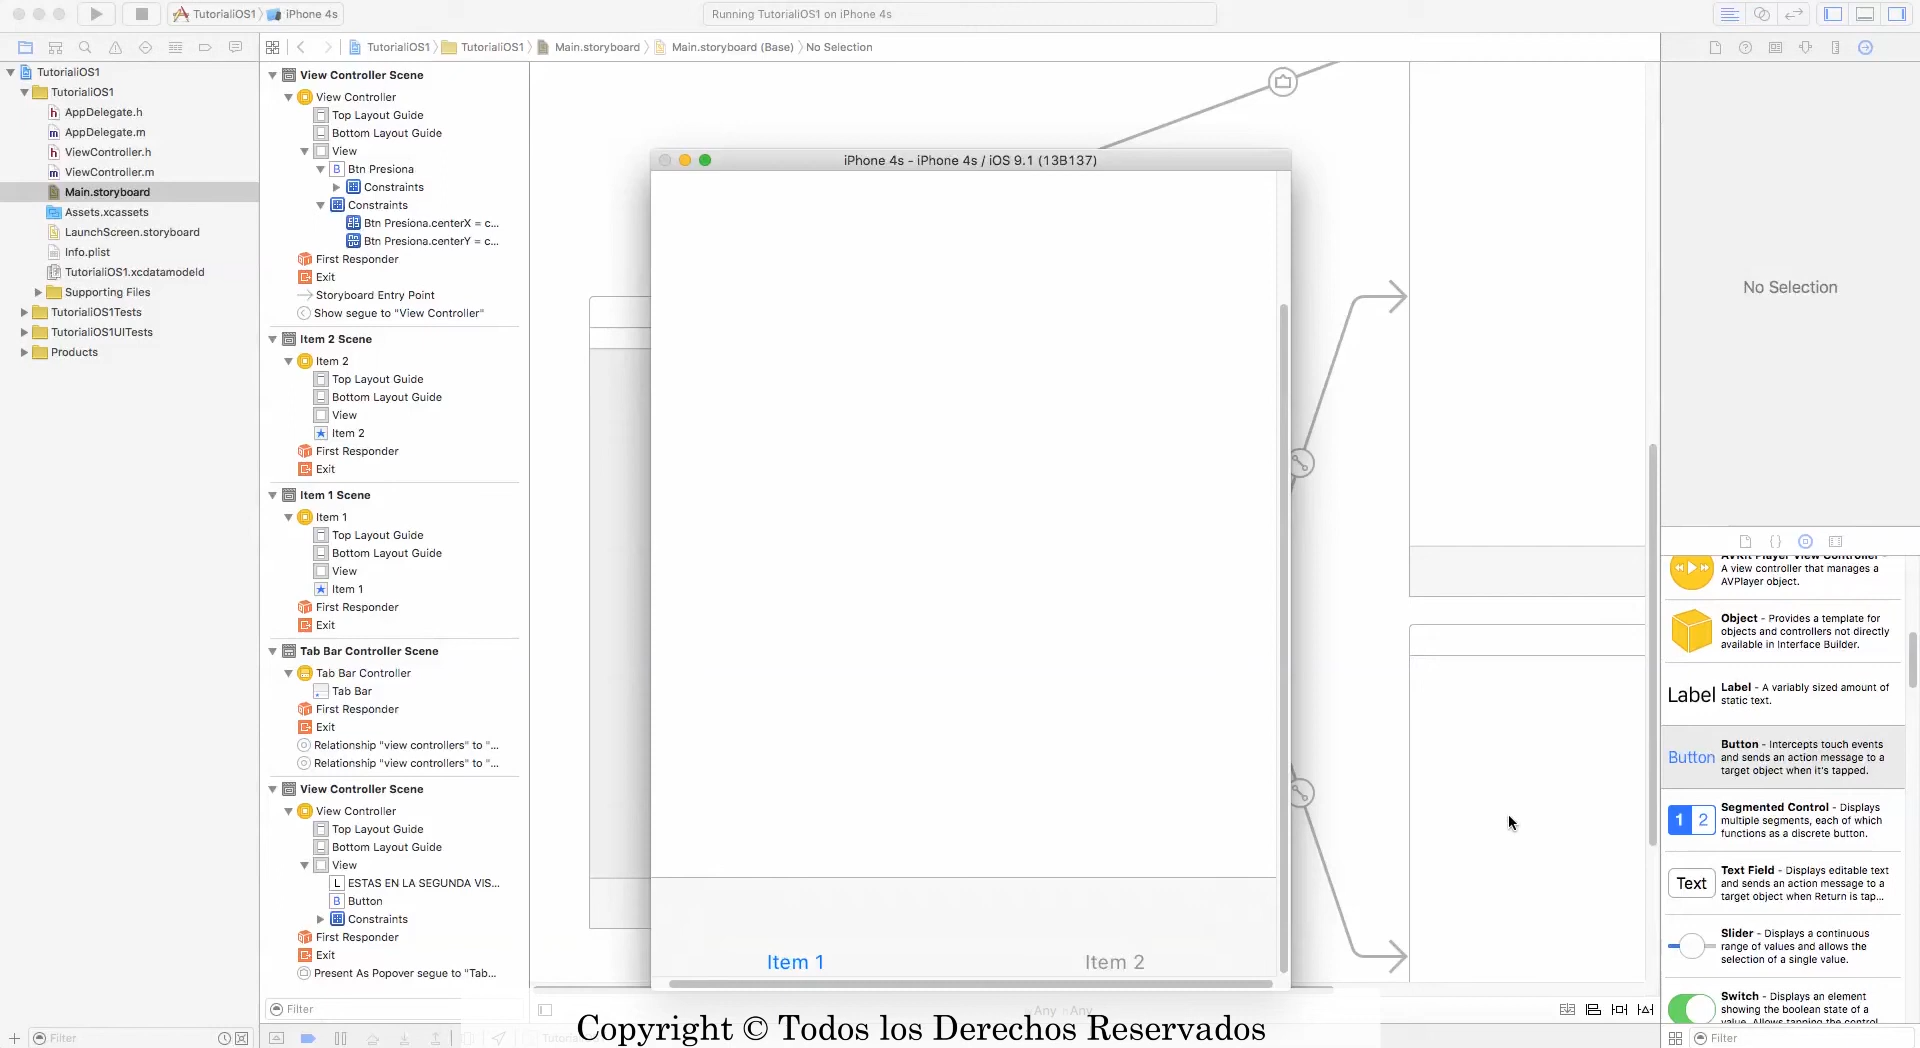 TutorialiOS1 iPhone 4s
Running TutorialiOS1 on iPhone 4s
TutorialiOS1 TutorialiOS1 Main.storyboard Main.storyboard (Base) No Selection
TutorialiOS1
TutorialiOS1
AppDelegate.h
AppDelegate.m
ViewController.h
ViewController.m
Main.storyboard
Assets.xcassets
LaunchScreen.storyboard
Info.plist
TutorialiOS1.xcdatamodeld
Supporting Files
TutorialiOS1Tests
TutorialiOS1UITests
Products
Filter
View Controller Scene
View Controller
Top Layout Guide
Bottom Layout Guide
View
B Btn Presiona
Constraints
Constraints
Btn Presiona.centerX = c...
Btn Presiona.centerY = c...
First Responder
Exit
Storyboard Entry Point
Show segue to "View Controller"
Item 2 Scene
Item 2
Top Layout Guide
Bottom Layout Guide
View
Item 2
First Responder
Exit
Item 1 Scene
Item 1
Top Layout Guide
Bottom Layout Guide
View
Item 1
First Responder
Exit
Tab Bar Controller Scene
Tab Bar Controller
Tab Bar
First Responder
Exit
Relationship "view controllers" to "...
Relationship "view controllers" to "...
View Controller Scene
View Controller
Top Layout Guide
Bottom Layout Guide
View
L ESTAS EN LA SEGUNDA VIS...
B Button
Constraints
First Responder
Exit
Present As Popover segue to "Tab...
Filter
iPhone 4s - iPhone 4s / iOS 9.1 (13B137)
Item 1 Item 2
Any Any
Copyright © Todos los Derechos Reservados
No Selection
AVKit Player View Controller -
A view controller that manages a
AVPlayer object.
Object - Provides a template for
objects and controllers not directly
available in Interface Builder.
Label
Label - A variably sized amount of
static text.
Button
Button - Intercepts touch events
and sends an action message to a
target object when it's tapped.
1 2
Segmented Control - Displays
multiple segments, each of which
functions as a discrete button.
Text
Text Field - Displays editable text
and sends an action message to a
target object when Return is tap...
Slider - Displays a continuous
range of values and allows the
selection of a single value.
Switch - Displays an element
showing the boolean state of a
value. Allows tapping the control
Filter